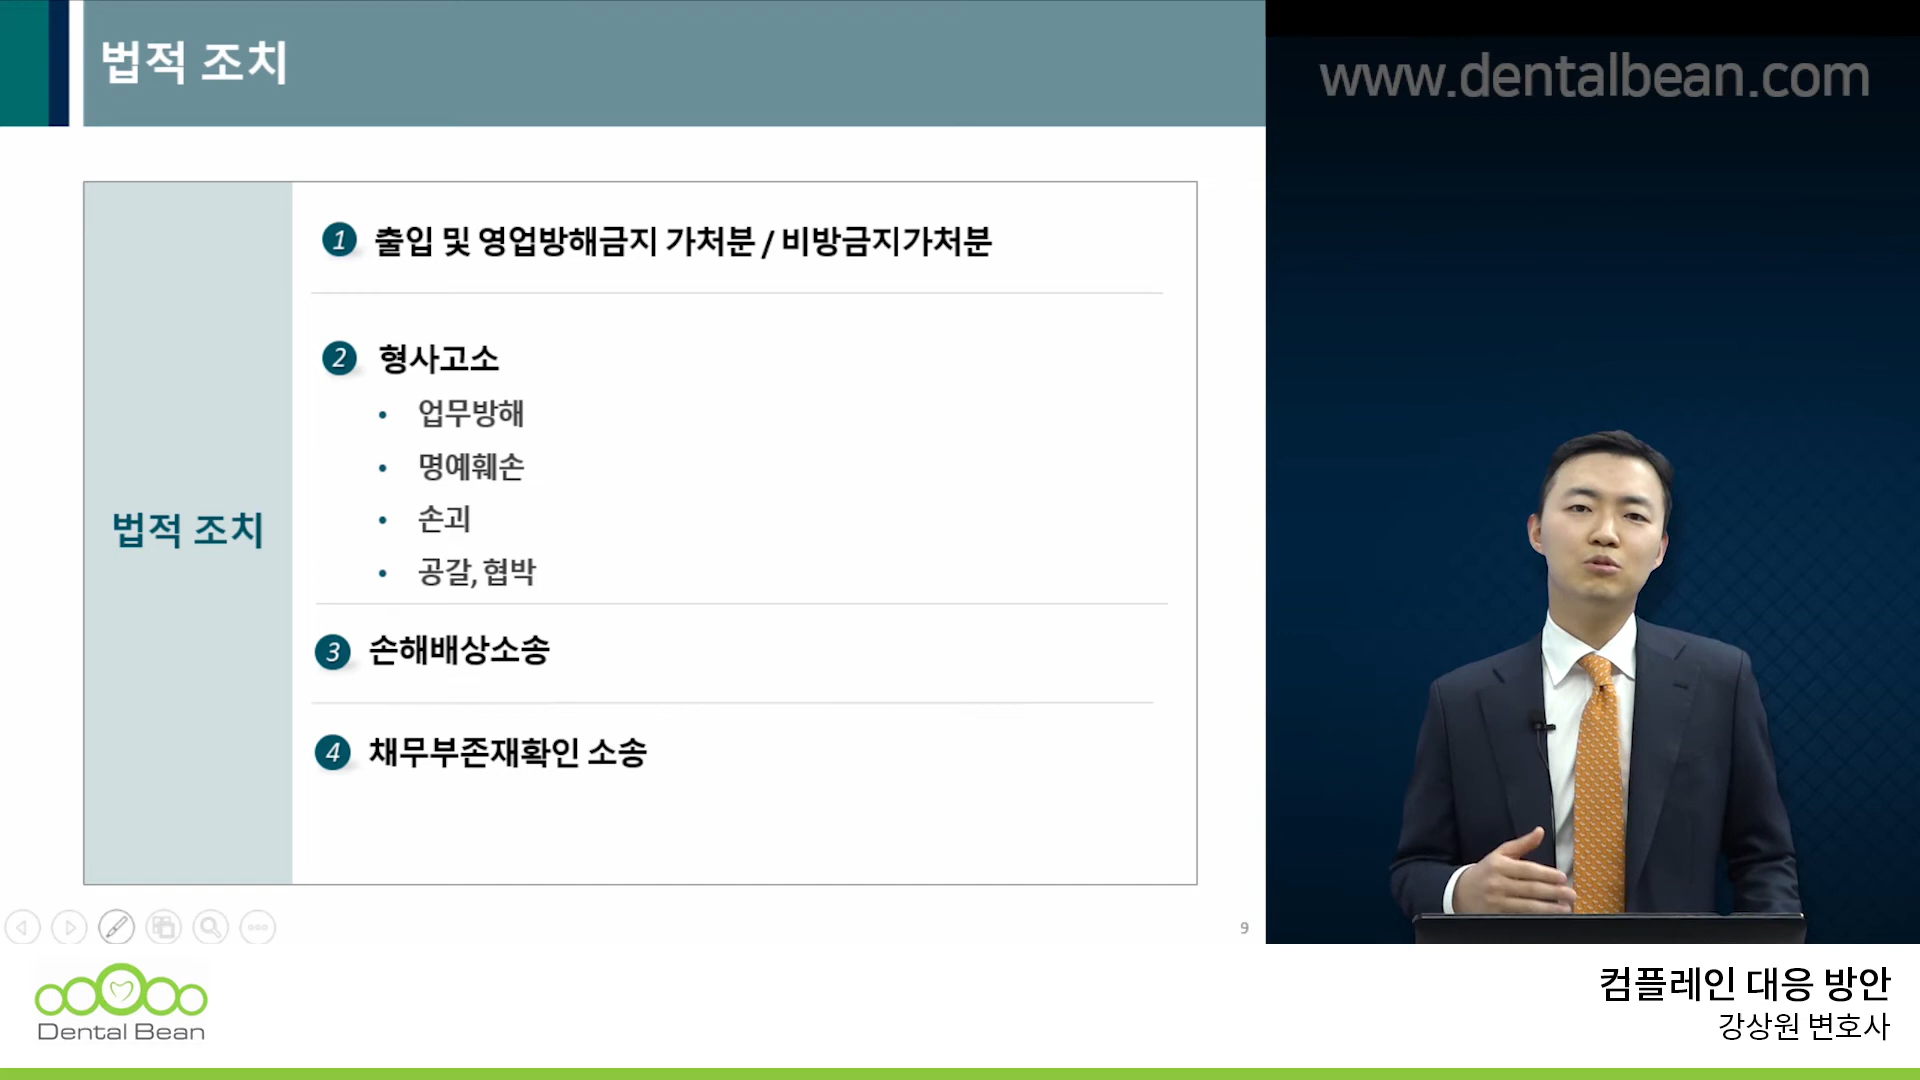 법적 조치
www.dentalbean.com
법적 조치
1 출입 및 영업방해금지 가처분 / 비방금지가처분
2 형사고소
• 업무방해
• 명예훼손
• 손괴
• 공갈, 협박
3 손해배상소송
4 채무부존재확인 소송
9
Dental Bean
컴플레인 대응 방안
강상원 변호사